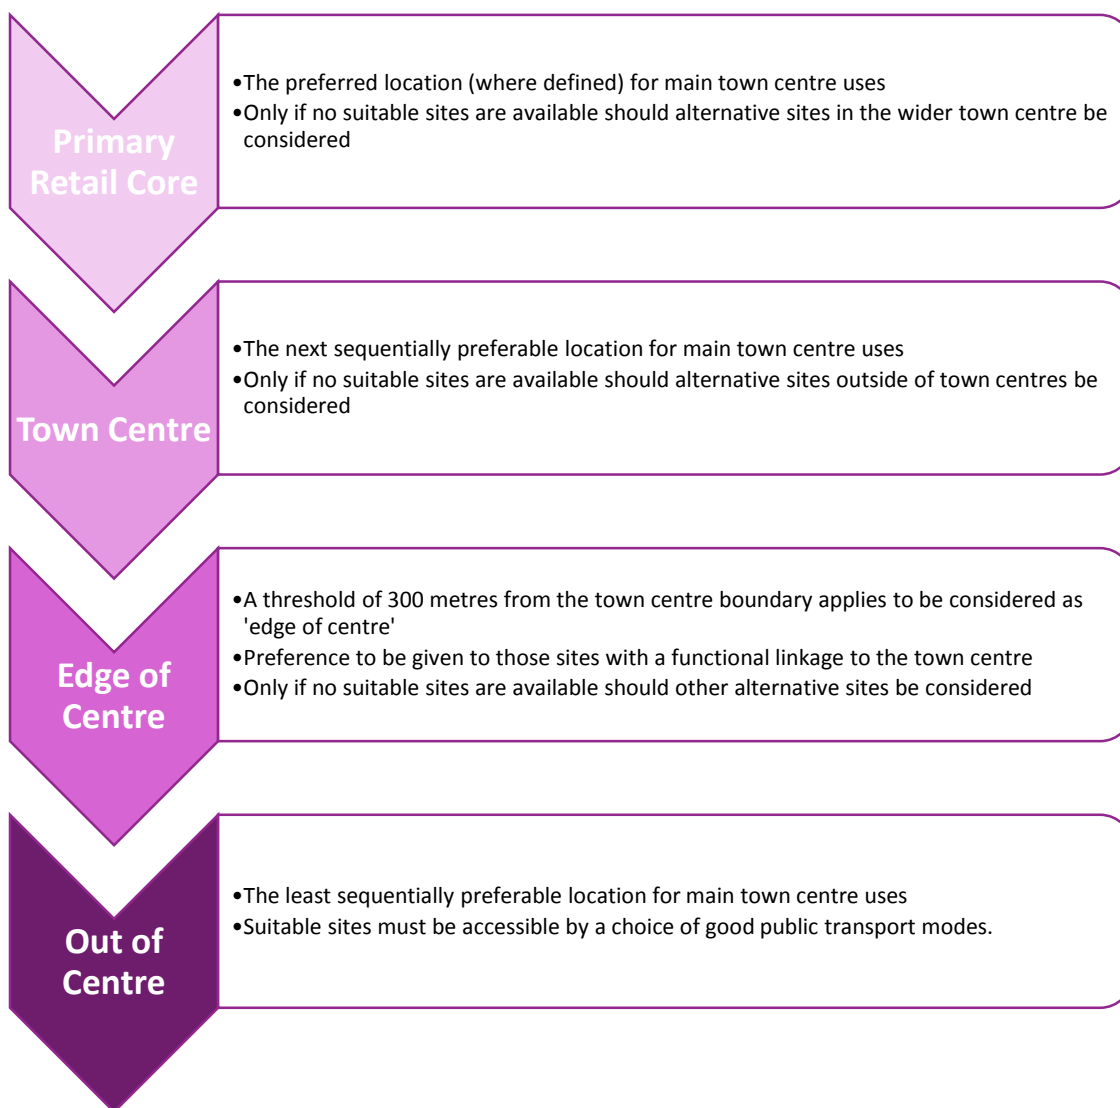 Primary
Retail Core
•The preferred location (where defined) for main town centre uses
•Only if no suitable sites are available should alternative sites in the wider town centre be
considered
Town Centre
•The next sequentially preferable location for main town centre uses
•Only if no suitable sites are available should alternative sites outside of town centres be
considered
Edge of
Centre
•A threshold of 300 metres from the town centre boundary applies to be considered as
'edge of centre'
•Preference to be given to those sites with a functional linkage to the town centre
•Only if no suitable sites are available should other alternative sites be considered
Out of
Centre
•The least sequentially preferable location for main town centre uses
•Suitable sites must be accessible by a choice of good public transport modes.